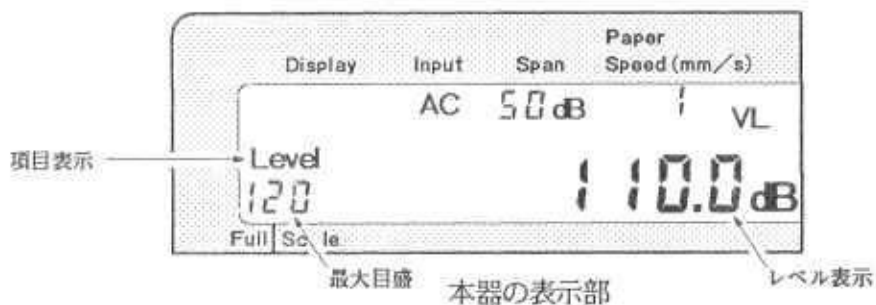 Paper
Display Input Span Speed (mm/s)
AC 50 dB 1 VL
項目表示
Level
120 110.0 dB
Full Scale
最大目盛 レベル表示
本器の表示部